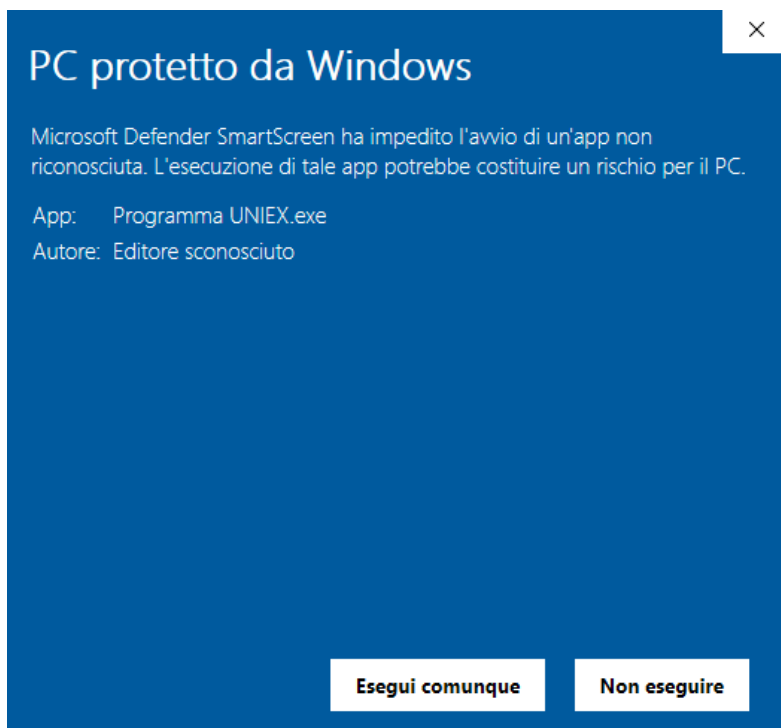 PC protetto da Windows
Microsoft Defender SmartScreen ha impedito l'avvio di un'app non
riconosciuta. L'esecuzione di tale app potrebbe costituire un rischio per il PC.
App: Programma UNIEX.exe
Autore: Editore sconosciuto
Esegui comunque Non eseguire